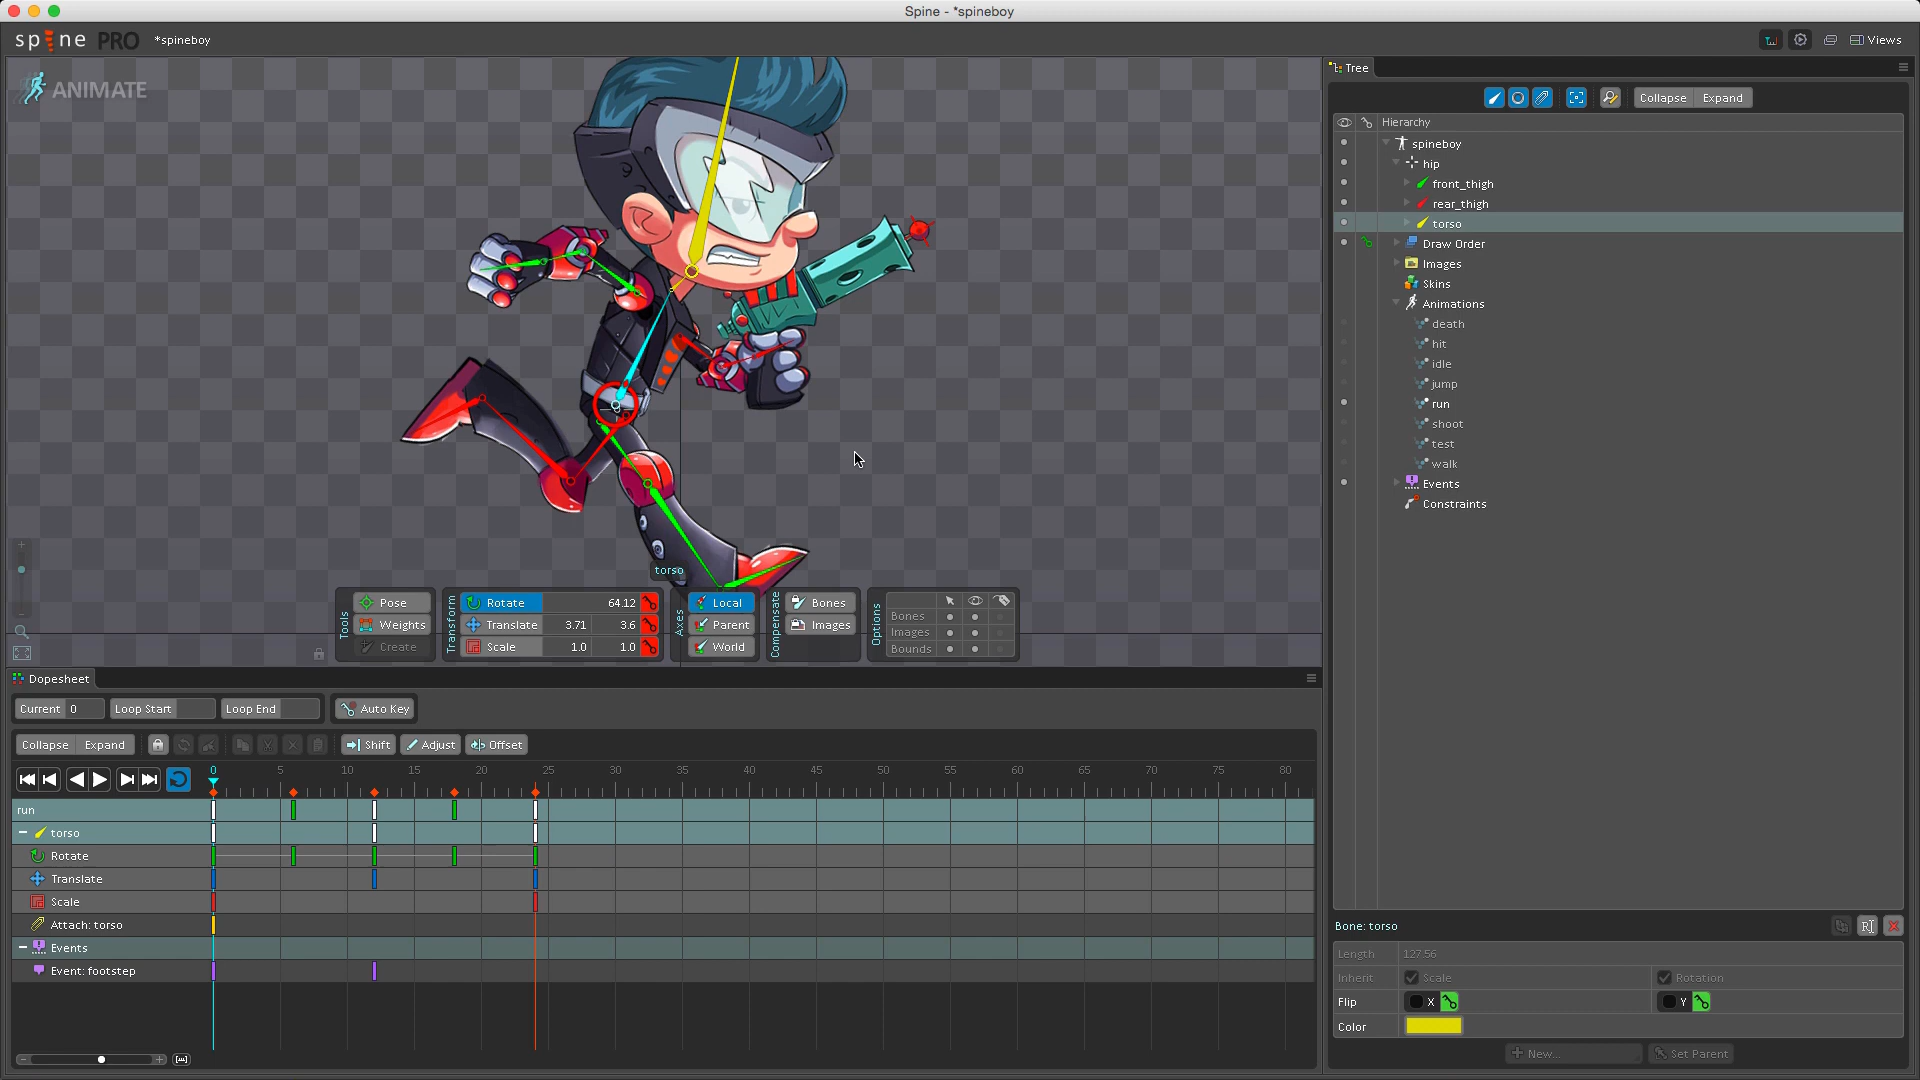 Spine - *spineboy
spine PRO *spineboy Views
ANIMATE
Tree
Collapse Expand
Hierarchy
spineboy
hip
front_thigh
rear_thigh
torso
Draw Order
Images
Skins
Animations
death
hit
idle
jump
run
shoot
test
walk
Events
Constraints
torso
Tools
Pose
Weights
Create
Transform
Rotate 64.12
Translate 3.71 3.6
Scale 1.0 1.0
Axes
Local
Parent
World
Compensate
Bones
Images
Options
Bones
Images
Bounds
Dopesheet
Current 0 Loop Start Loop End Auto Key
Collapse Expand Shift Adjust Offset
0 5 10 15 20 25 30 35 40 45 50 55 60 65 70 75 80
run
torso
Rotate
Translate
Scale
Attach: torso
Events
Event: footstep
Bone: torso
Length 127.56
Inherit Scale Rotation
Flip X Y
Color
New... Set Parent